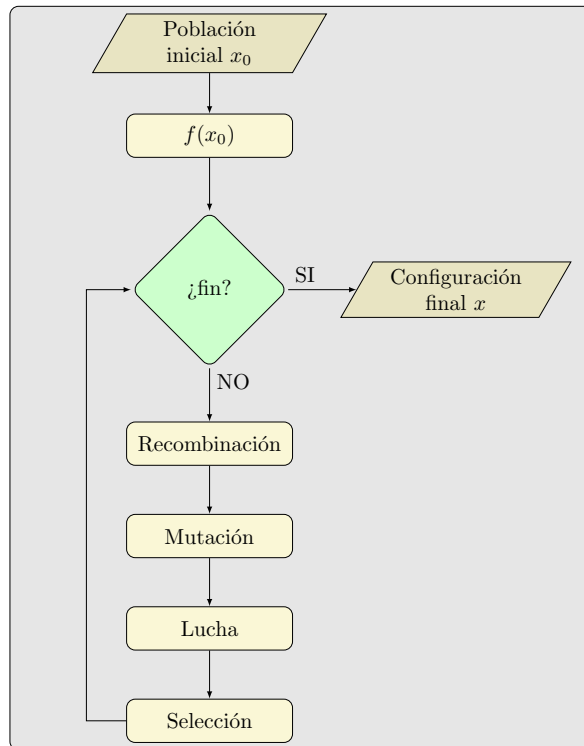 Población
inicial x₀
f(x₀)
¿fin?
SI
Configuración
final x
NO
Recombinación
Mutación
Lucha
Selección